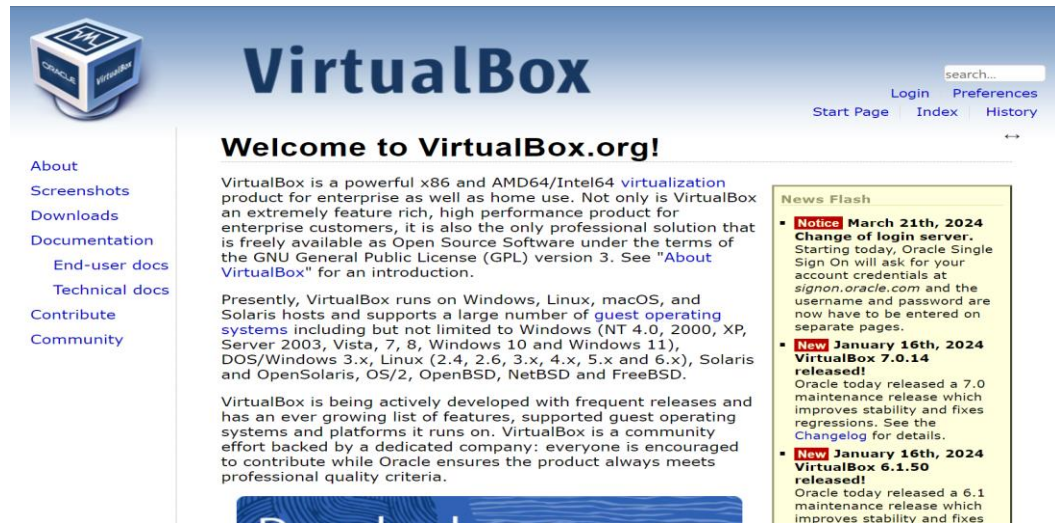 ORACLE
VirtualBox
VirtualBox
search...
Login Preferences
Start Page Index History
About
Screenshots
Downloads
Documentation
End-user docs
Technical docs
Contribute
Community
Welcome to VirtualBox.org!
VirtualBox is a powerful x86 and AMD64/Intel64 virtualization
product for enterprise as well as home use. Not only is VirtualBox
an extremely feature rich, high performance product for
enterprise customers, it is also the only professional solution that
is freely available as Open Source Software under the terms of
the GNU General Public License (GPL) version 3. See "About
VirtualBox" for an introduction.
Presently, VirtualBox runs on Windows, Linux, macOS, and
Solaris hosts and supports a large number of guest operating
systems including but not limited to Windows (NT 4.0, 2000, XP,
Server 2003, Vista, 7, 8, Windows 10 and Windows 11),
DOS/Windows 3.x, Linux (2.4, 2.6, 3.x, 4.x, 5.x and 6.x), Solaris
and OpenSolaris, OS/2, OpenBSD, NetBSD and FreeBSD.
VirtualBox is being actively developed with frequent releases and
has an ever growing list of features, supported guest operating
systems and platforms it runs on. VirtualBox is a community
effort backed by a dedicated company: everyone is encouraged
to contribute while Oracle ensures the product always meets
professional quality criteria.
News Flash
Notice March 21th, 2024
Change of login server.
Starting today, Oracle Single
Sign On will ask for your
account credentials at
signon.oracle.com and the
username and password are
now have to be entered on
separate pages.
New January 16th, 2024
VirtualBox 7.0.14
released!
Oracle today released a 7.0
maintenance release which
improves stability and fixes
regressions. See the
Changelog for details.
New January 16th, 2024
VirtualBox 6.1.50
released!
Oracle today released a 6.1
maintenance release which
improves stability and fixes